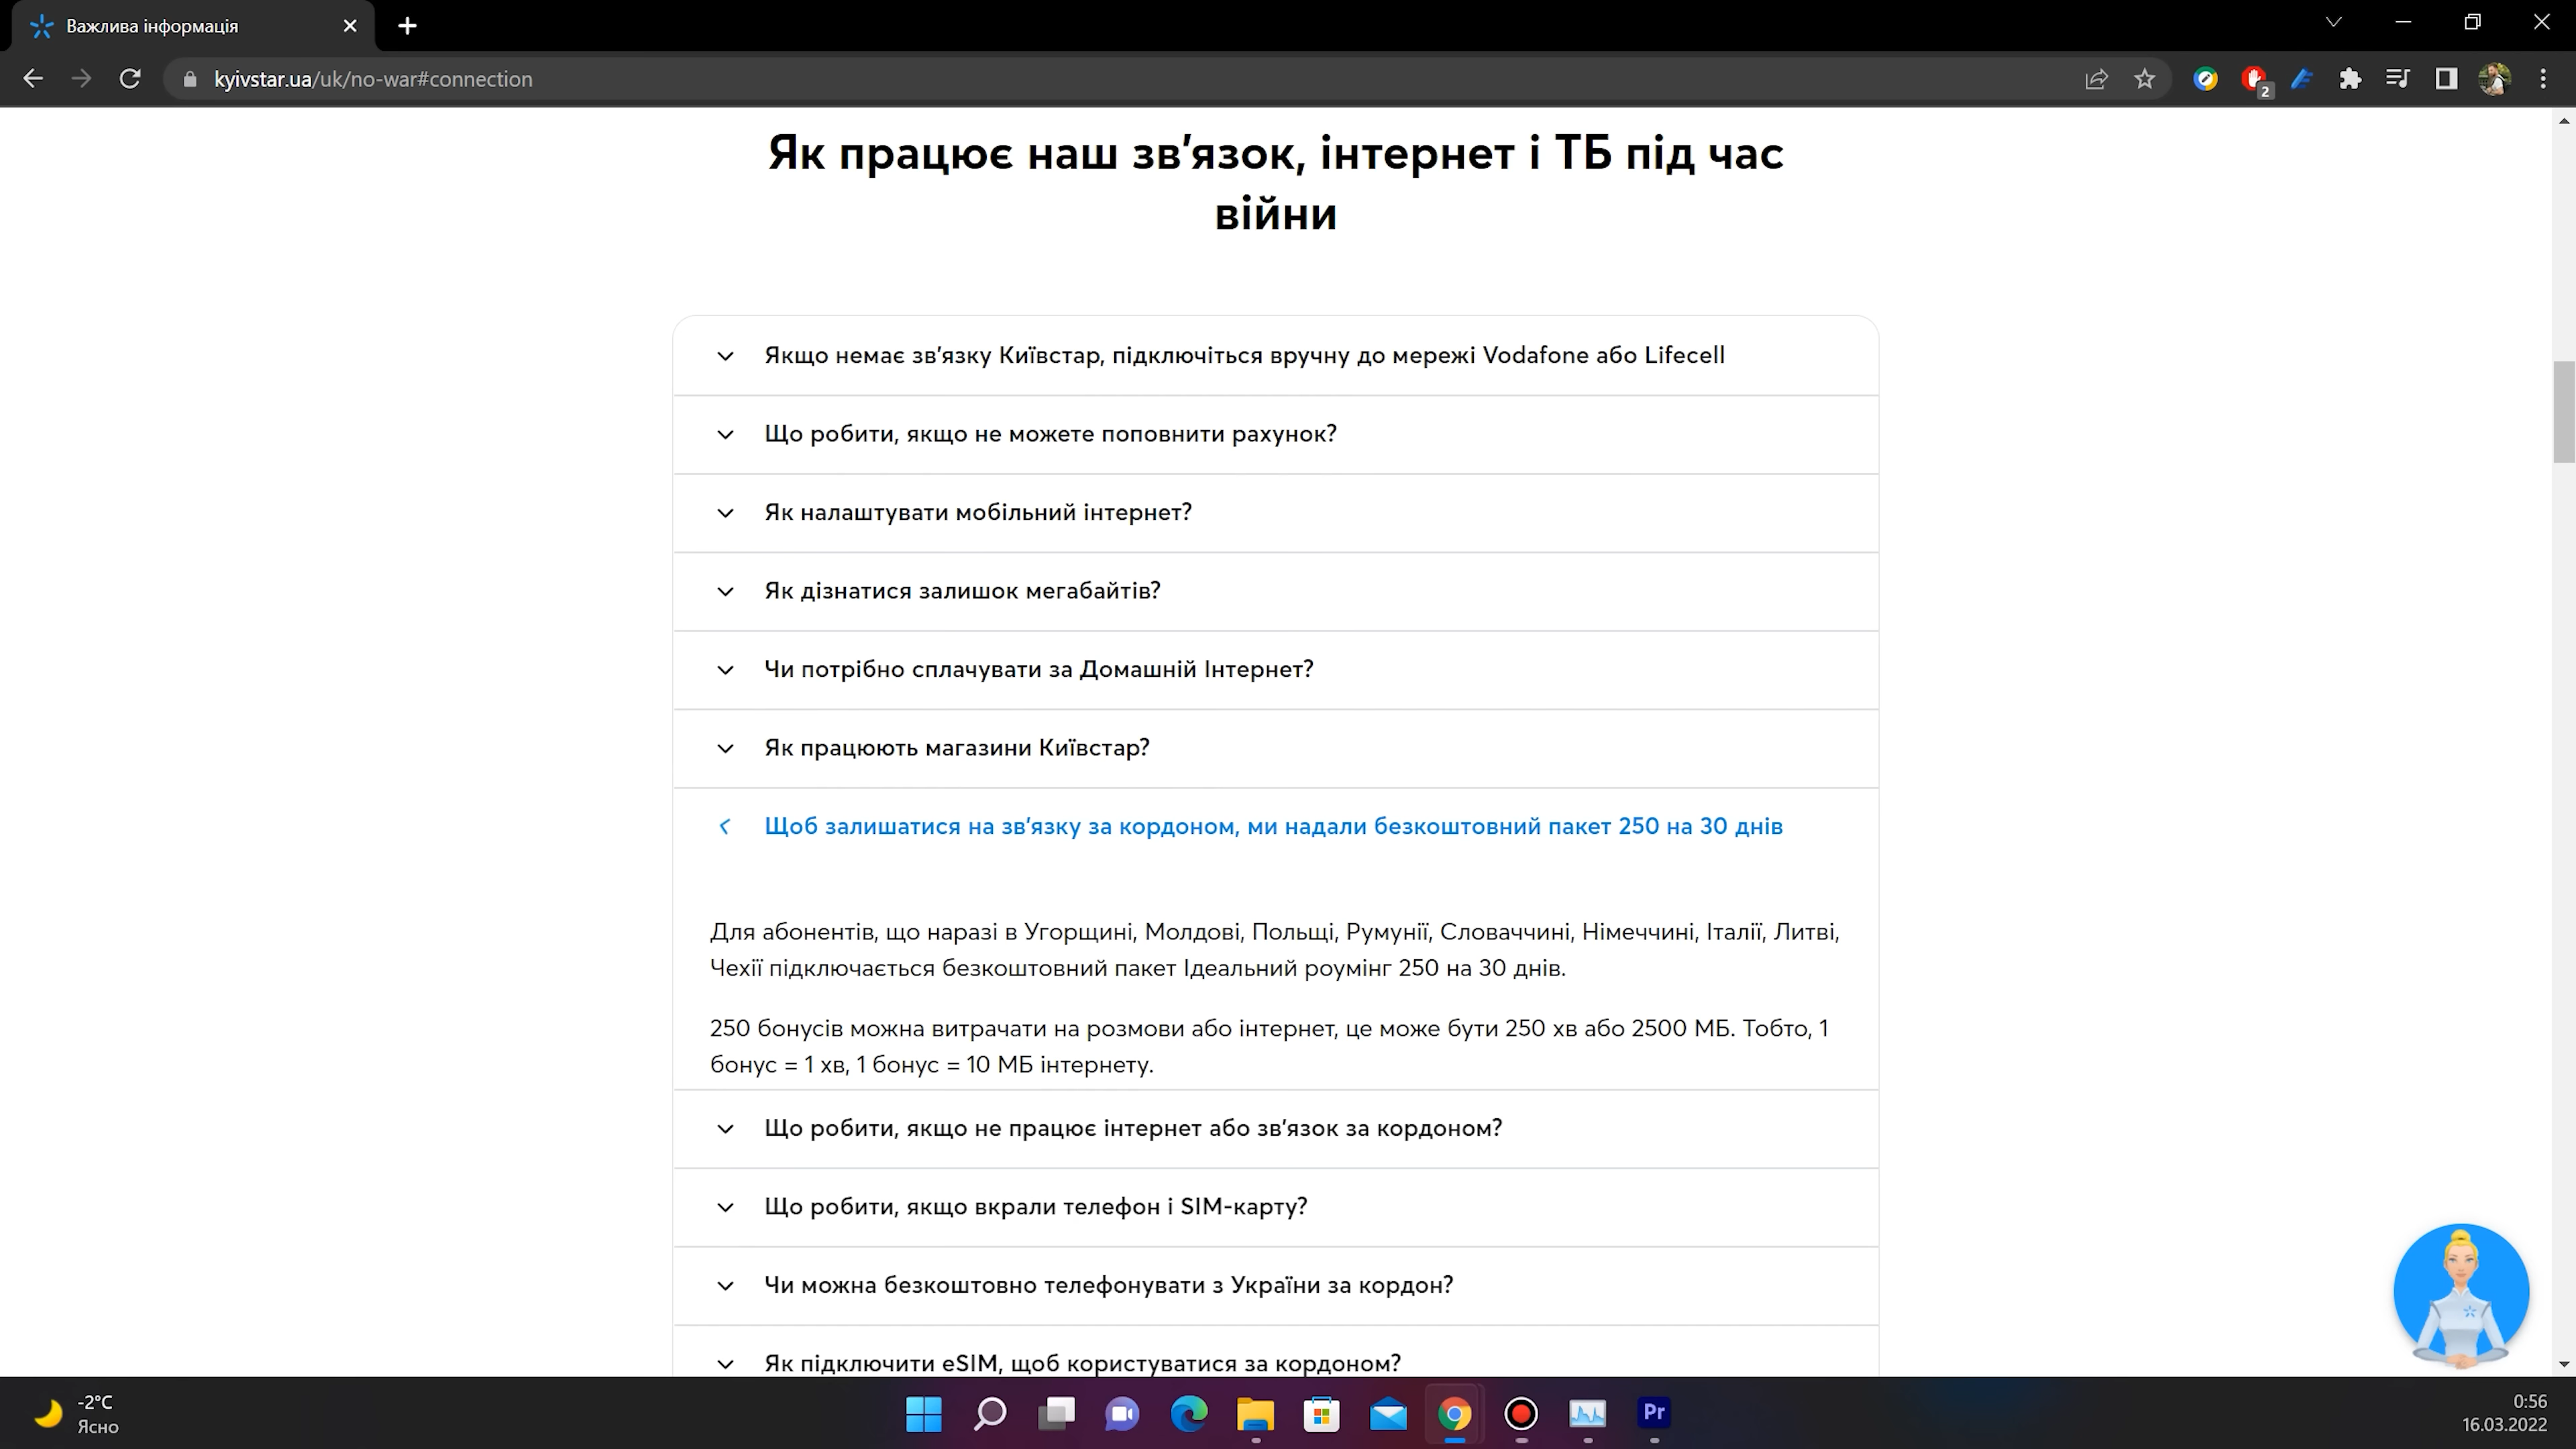 Важлива інформація
kyivstar.ua/uk/no-war#connection
2
Як працює наш зв’язок, інтернет і ТБ під час
війни
Якщо немає зв’язку Київстар, підключіться вручну до мережі Vodafone або Lifecell
Що робити, якщо не можете поповнити рахунок?
Як налаштувати мобільний інтернет?
Як дізнатися залишок мегабайтів?
Чи потрібно сплачувати за Домашній Інтернет?
Як працюють магазини Київстар?
Щоб залишатися на зв’язку за кордоном, ми надали безкоштовний пакет 250 на 30 днів
Для абонентів, що наразі в Угорщині, Молдові, Польщі, Румунії, Словаччині, Німеччині, Італії, Литві,
Чехії підключається безкоштовний пакет Ідеальний роумінг 250 на 30 днів.
250 бонусів можна витрачати на розмови або інтернет, це може бути 250 хв або 2500 МБ. Тобто, 1
бонус = 1 хв, 1 бонус = 10 МБ інтернету.
Що робити, якщо не працює інтернет або зв’язок за кордоном?
Що робити, якщо вкрали телефон і SIM-карту?
Чи можна безкоштовно телефонувати з України за кордон?
Як підключити eSIM, щоб користуватися за кордоном?
-2°C
Ясно
Pr
0:56
16.03.2022